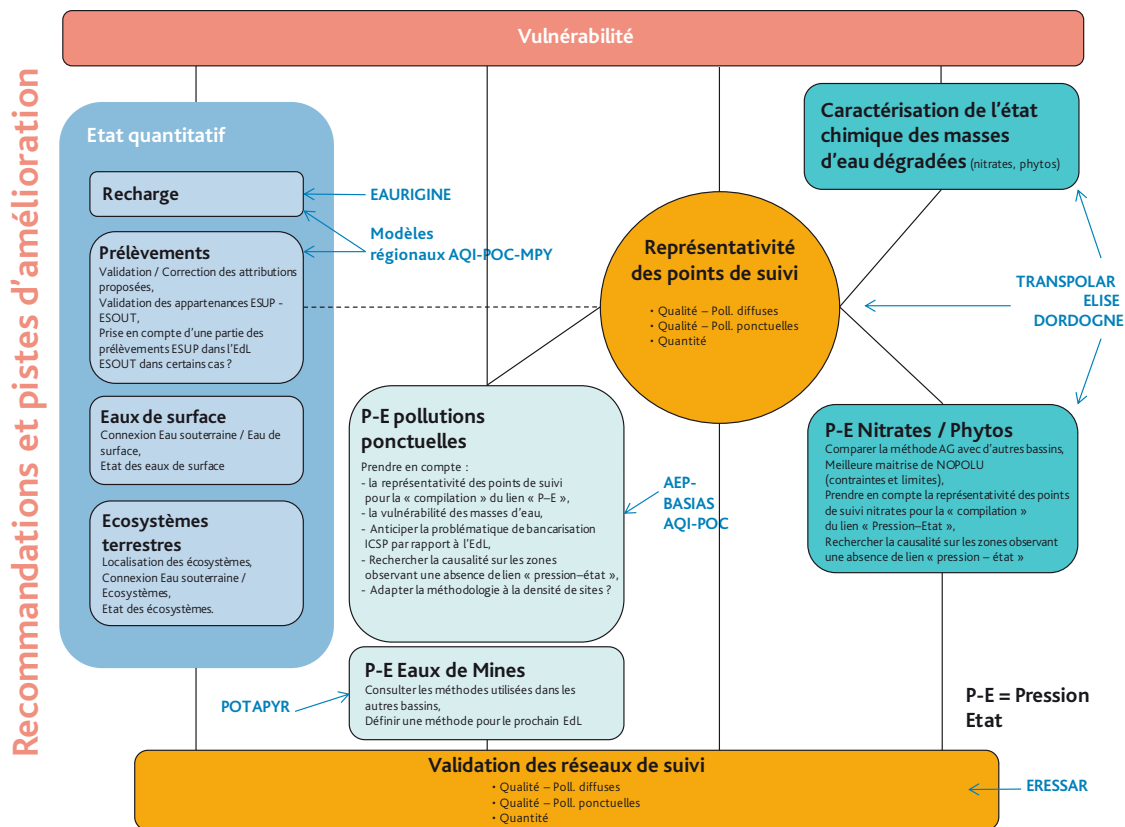 Recommandations et pistes d'amélioration
Vulnérabilité
Etat quantitatif
Recharge
Prélèvements
Validation / Correction des attributions
proposées,
Validation des appartenances ESUP -
ESOUT,
Prise en compte d'une partie des
prélèvements ESUP dans l'EdL
ESOUT dans certains cas ?
Eaux de surface
Connexion Eau souterraine / Eau de
surface,
Etat des eaux de surface
Ecosystèmes
terrestres
Localisation des écosystèmes,
Connexion Eau souterraine /
Ecosystèmes,
Etat des écosystèmes.
EAURIGINE
Modèles
régionaux AQI-POC-MPY
Représentativité
des points de suivi
• Qualité – Poll. diffuses
• Qualité – Poll. ponctuelles
• Quantité
Caractérisation de l'état
chimique des masses
d'eau dégradées (nitrates, phytos)
TRANSPOLAR
ELISE
DORDOGNE
P-E pollutions
ponctuelles
Prendre en compte :
- la représentativité des points de suivi
pour la « compilation » du lien « P–E »,
- la vulnérabilité des masses d'eau,
- Anticiper la problématique de bancarisation
ICSP par rapport à l'EdL,
- Rechercher la causalité sur les zones
observant une absence de lien « pression–état »,
- Adapter la méthodologie à la densité de sites ?
AEP-
BASIAS
AQI-POC
P-E Nitrates / Phytos
Comparer la méthode AG avec d'autres bassins,
Meilleure maitrise de NOPOLU
(contraintes et limites),
Prendre en compte la représentativité des points
de suivi nitrates pour la « compilation »
du lien « Pression–Etat »,
Rechercher la causalité sur les zones observant
une absence de lien « pression – état »
P-E Eaux de Mines
Consulter les méthodes utilisées dans les
autres bassins,
Définir une méthode pour le prochain EdL
POTAPYR
P-E = Pression
Etat
Validation des réseaux de suivi
• Qualité – Poll. diffuses
• Qualité – Poll. ponctuelles
• Quantité
ERESSAR